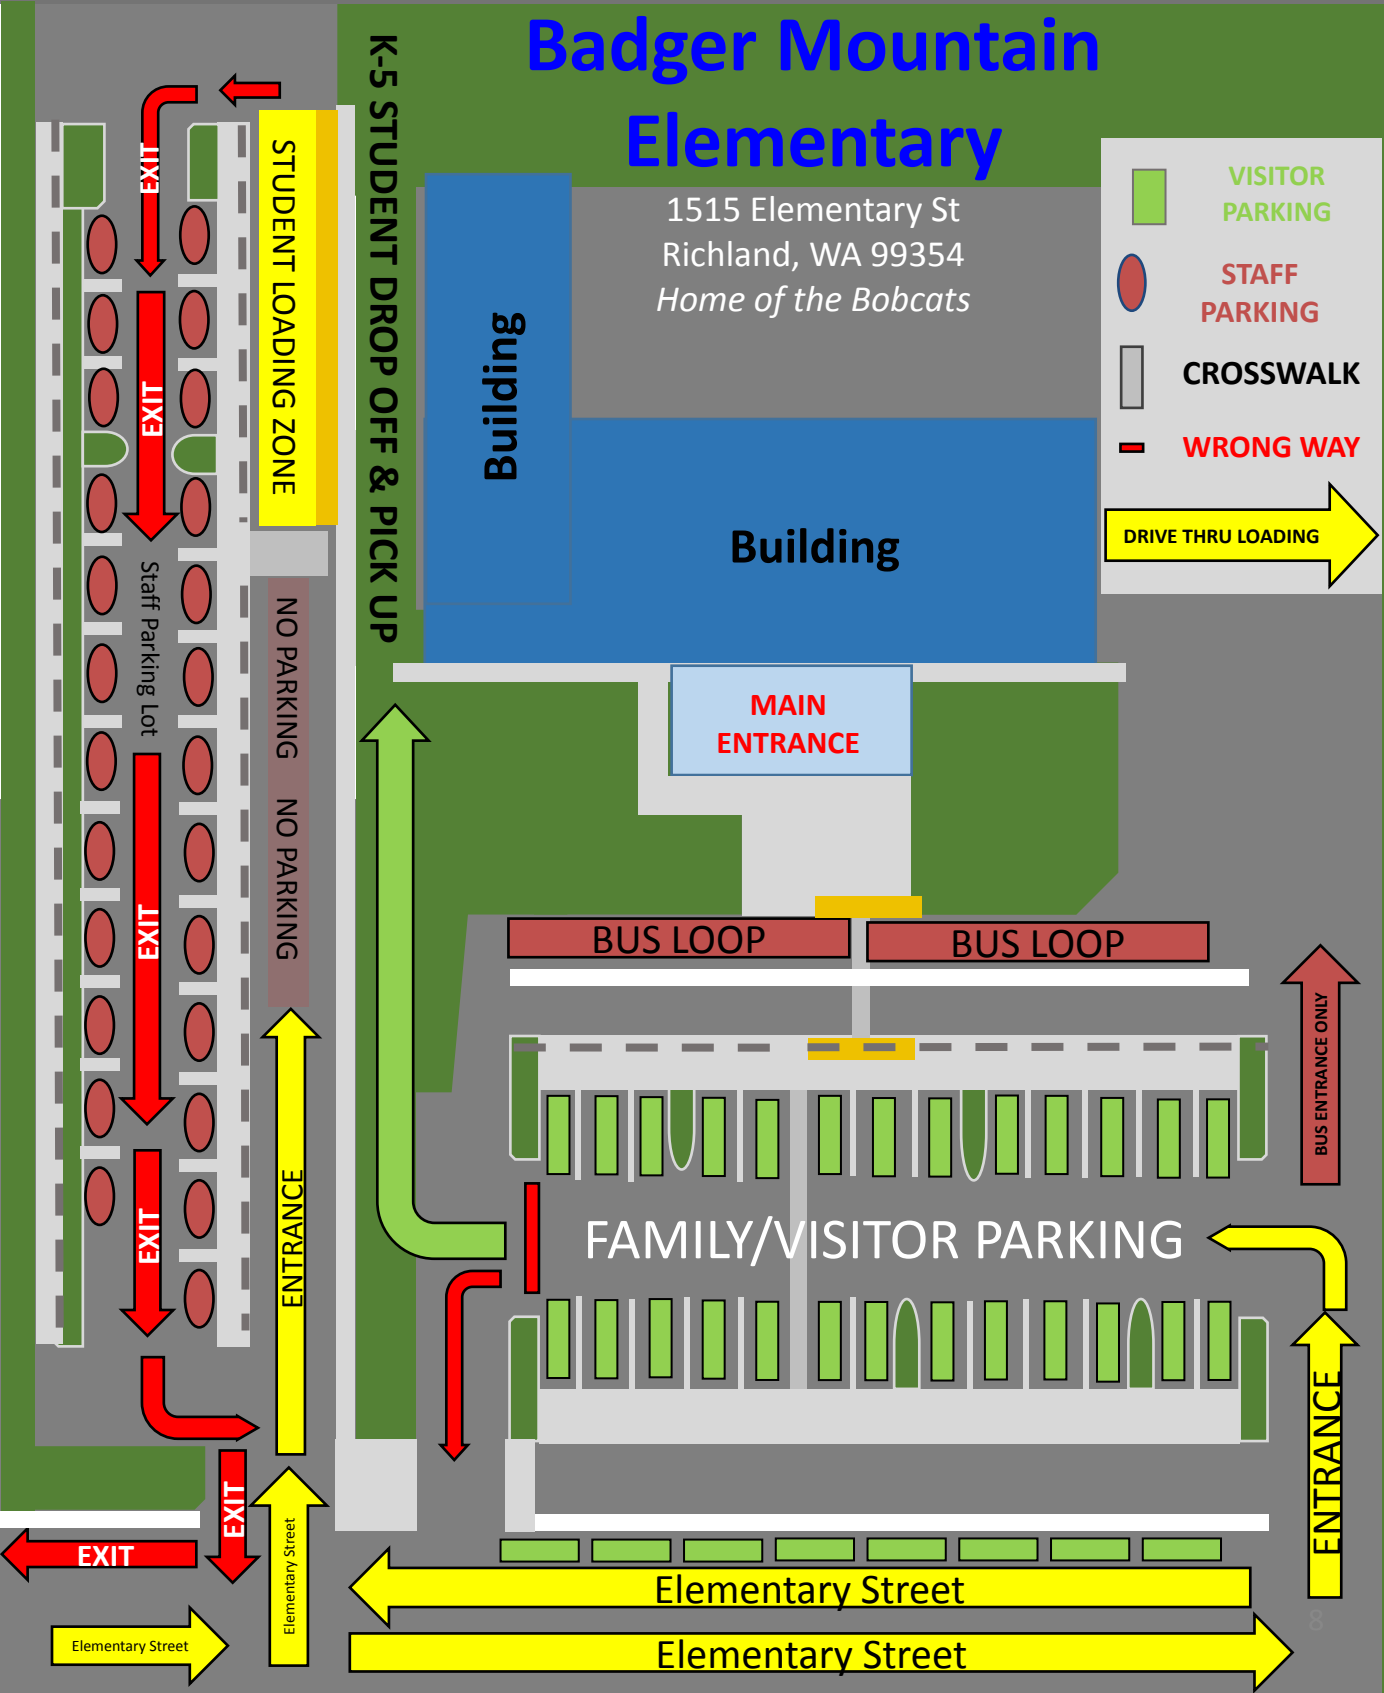 Badger Mountain
Elementary
1515 Elementary St
Richland, WA 99354
Home of the Bobcats
VISITOR
PARKING
STAFF
PARKING
CROSSWALK
WRONG WAY
DRIVE THRU LOADING
K-5 STUDENT DROP OFF & PICK UP
STUDENT LOADING ZONE
EXIT
EXIT
Staff Parking Lot
NO PARKING
NO PARKING
EXIT
EXIT
ENTRANCE
Building
Building
MAIN
ENTRANCE
BUS LOOP
BUS LOOP
BUS ENTRANCE ONLY
FAMILY/VISITOR PARKING
ENTRANCE
EXIT
EXIT
Elementary Street
Elementary Street
Elementary Street
Elementary Street
8